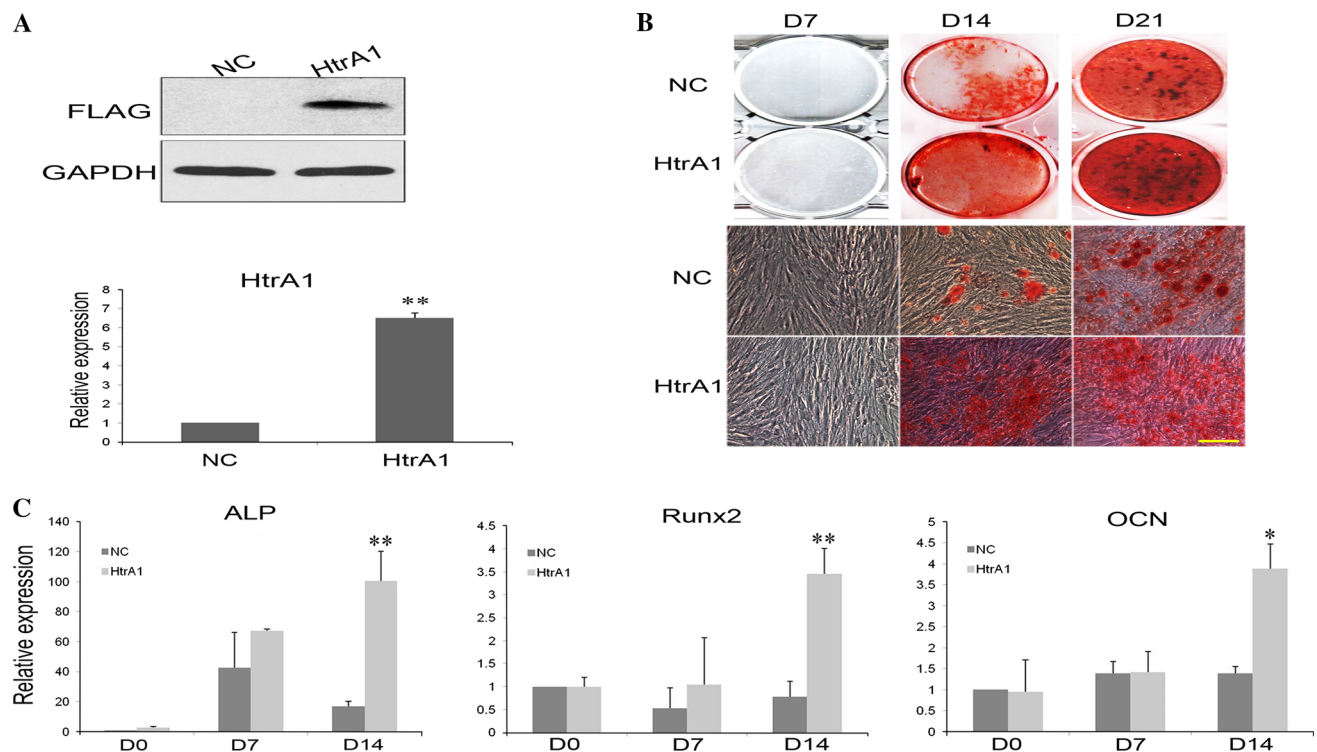 A
NC HtrA1
FLAG
GAPDH
HtrA1
Relative expression
8
7
6
5
4
3
2
1
0
NC HtrA1
B
D7 D14 D21
NC
HtrA1
NC
HtrA1
**
C
ALP
Relative expression
140
120
100
80
60
40
20
0
NC
HtrA1
**
D0 D7 D14
Runx2
4.5
4
3.5
3
2.5
2
1.5
1
0.5
0
NC
HtrA1
**
D0 D7 D14
OCN
5
4.5
4
3.5
3
2.5
2
1.5
1
0.5
0
NC
HtrA1
*
D0 D7 D14